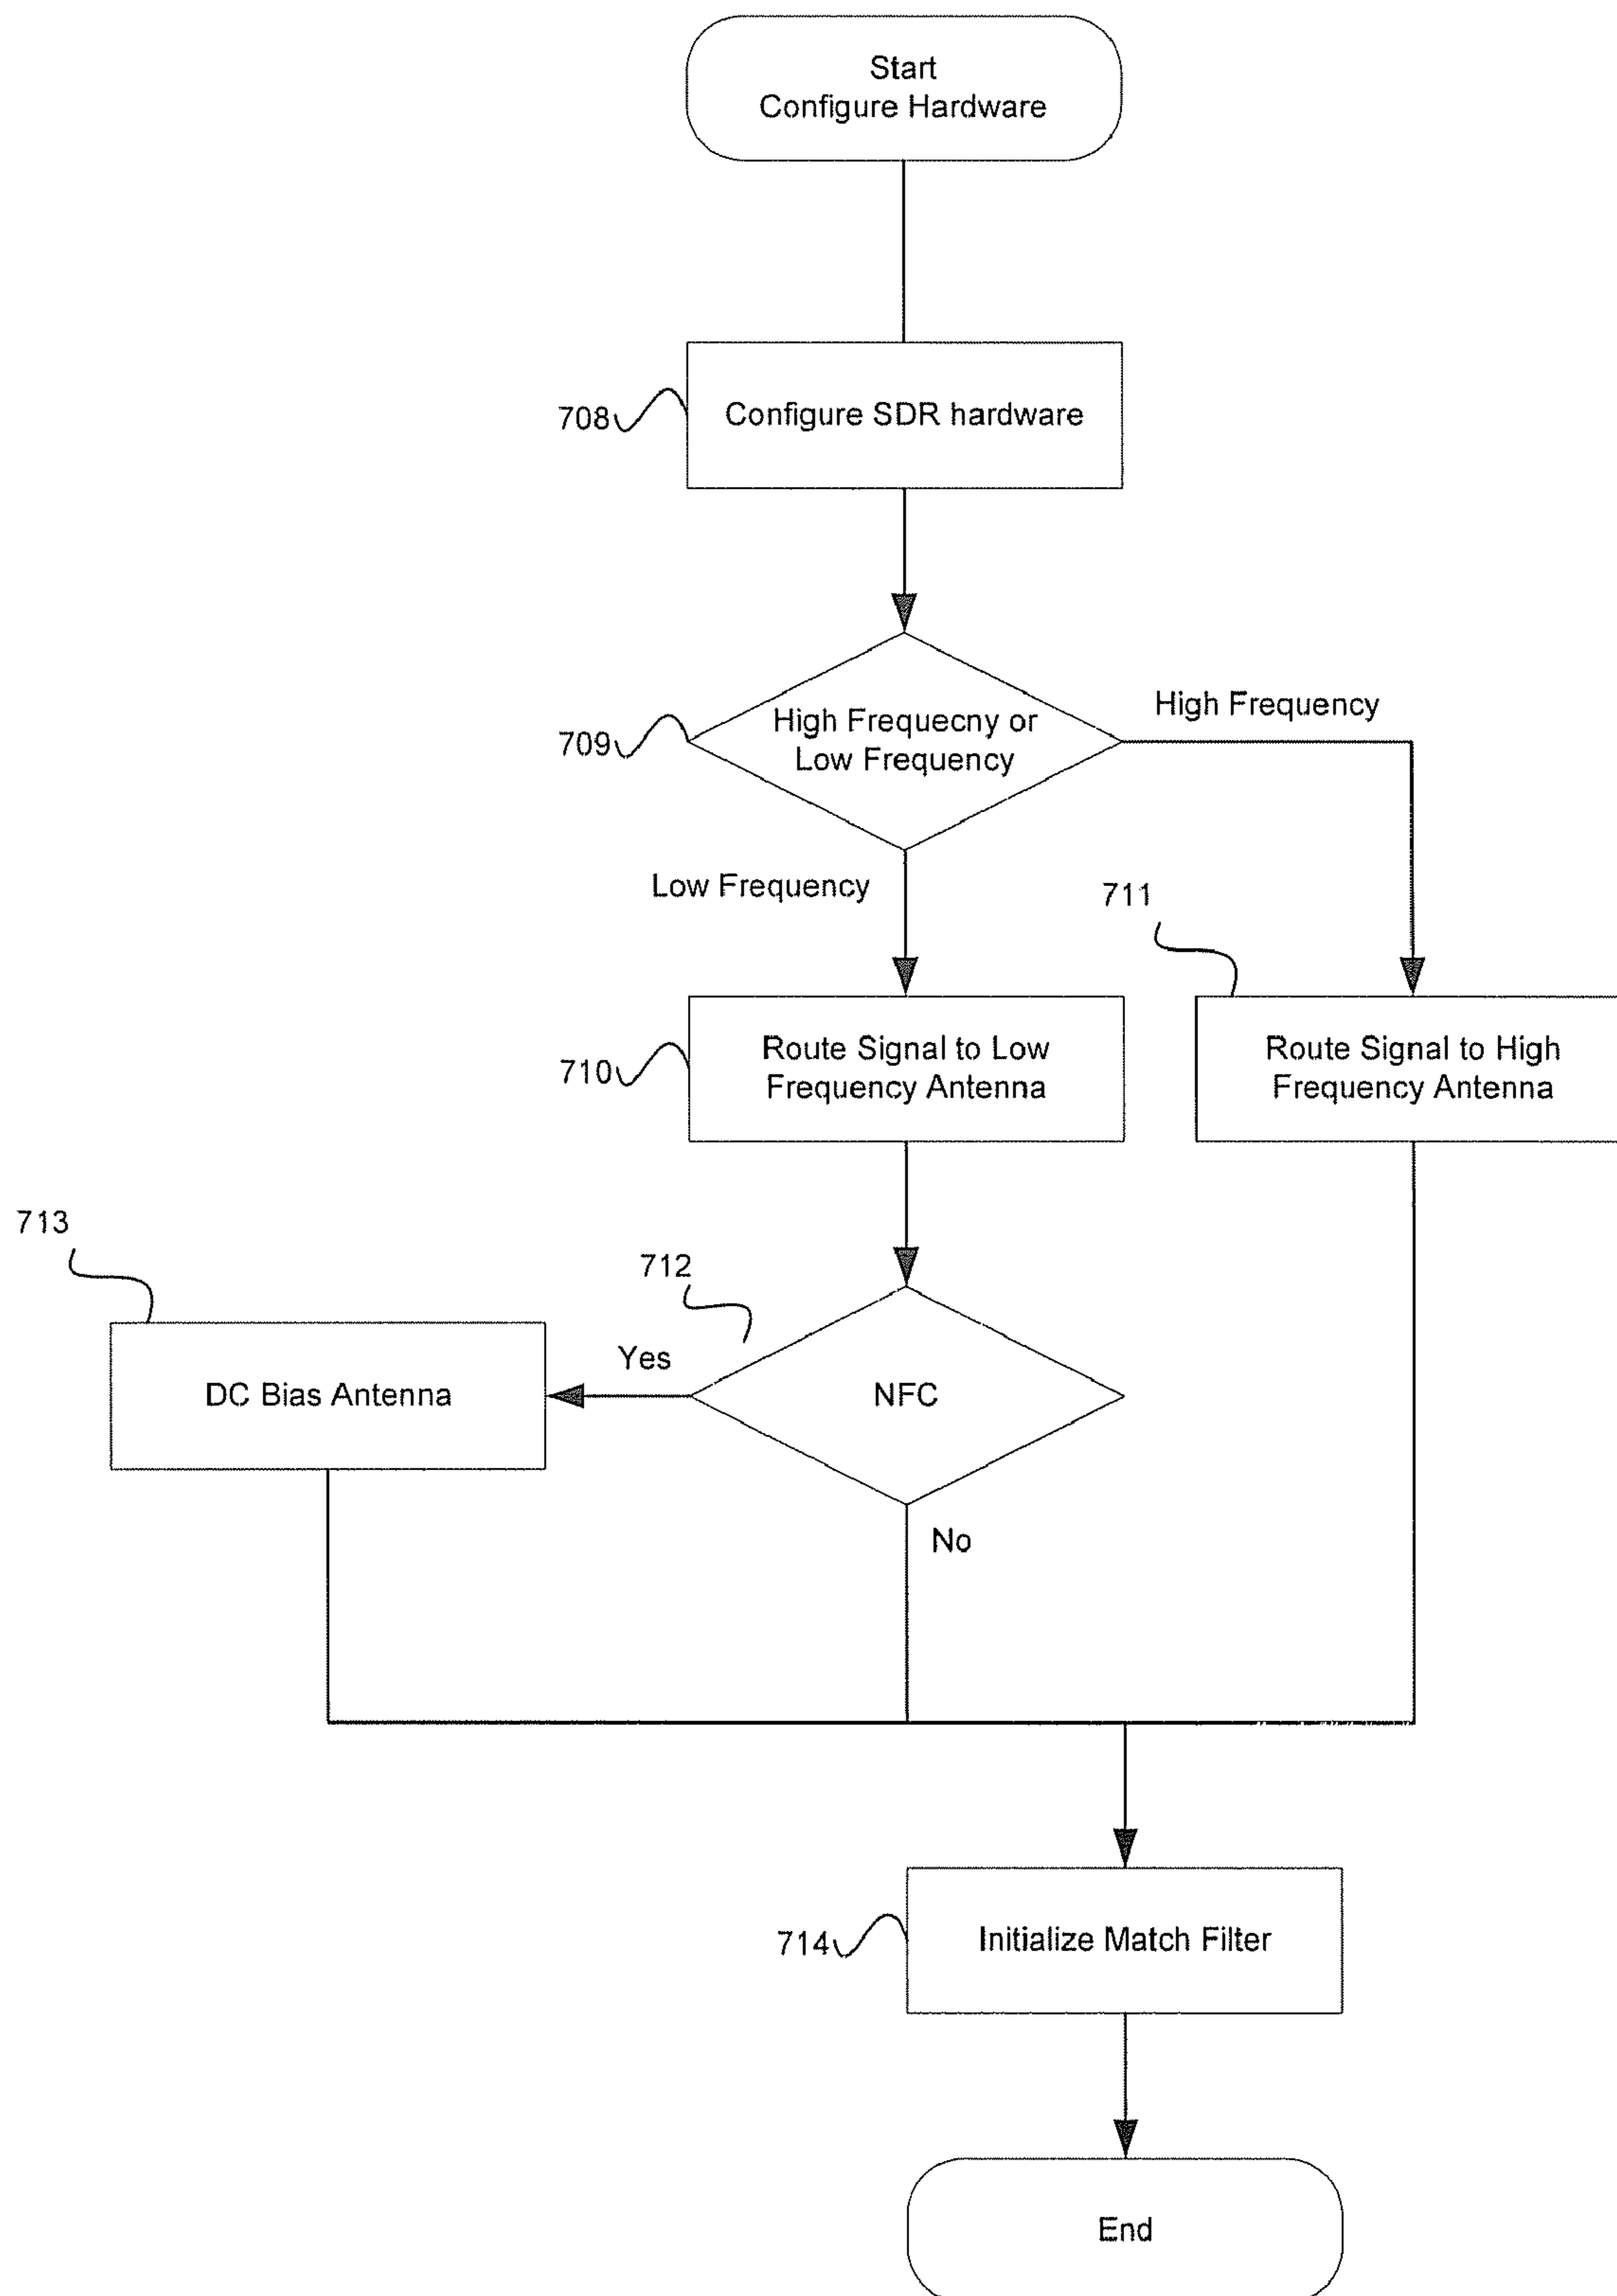 Start
Configure Hardware
708
Configure SDR hardware
709
High Frequecny or
Low Frequency
High Frequency
Low Frequency
711
710
Route Signal to Low
Frequency Antenna
Route Signal to High
Frequency Antenna
713
712
Yes
DC Bias Antenna
NFC
No
714
Initialize Match Filter
End